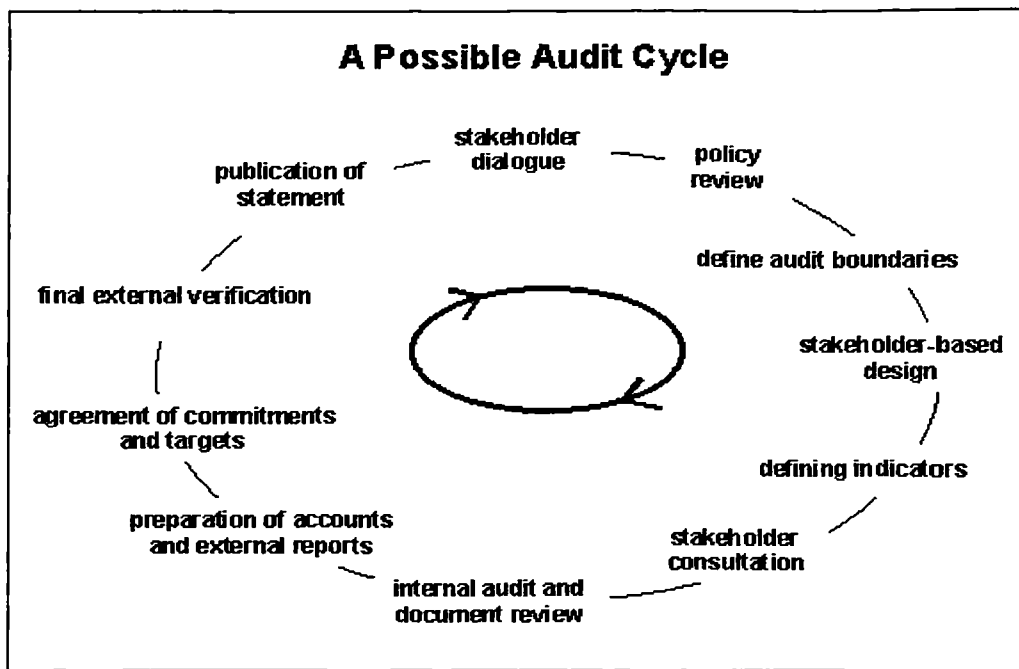 A Possible Audit Cycle
stakeholder
dialogue
policy
review
define audit boundaries
stakeholder-based
design
defining indicators
stakeholder
consultation
internal audit and
document review
preparation of accounts
and external reports
agreement of commitments
and targets
final external verification
publication of
statement